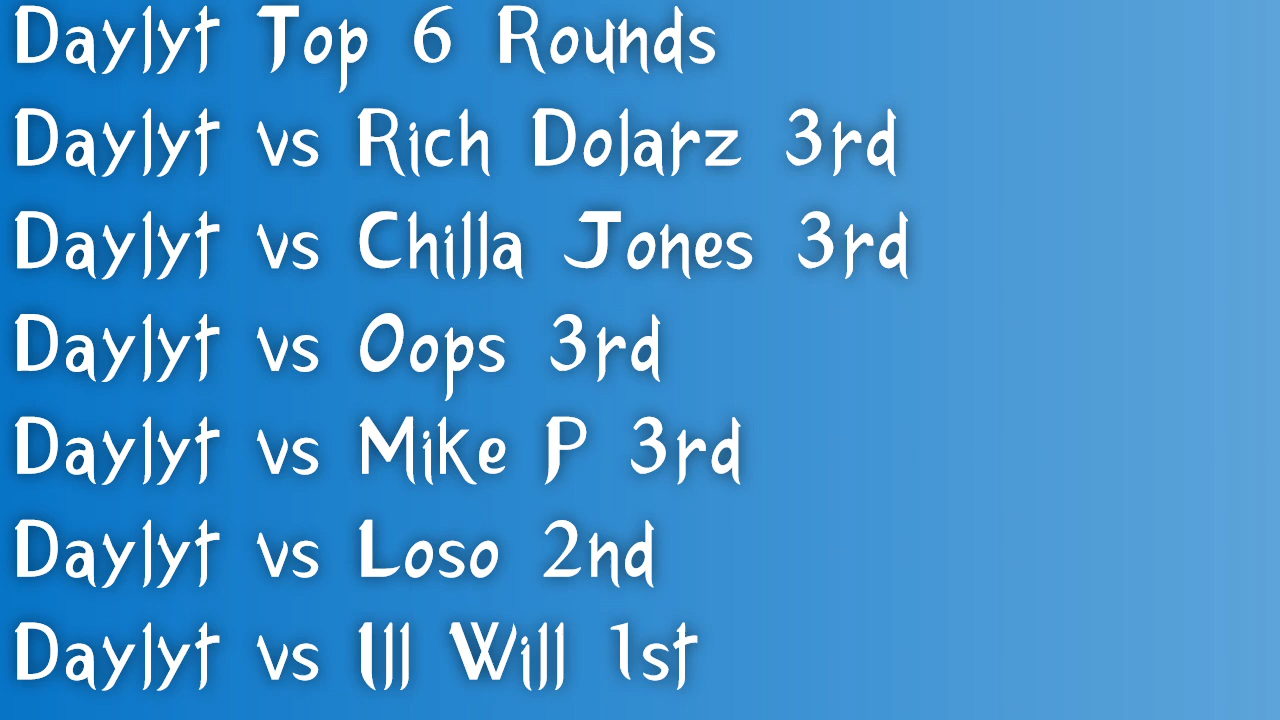 Daylyt Top 6 Rounds
Daylyt vs Rich Dolarz 3rd
Daylyt vs Chilla Jones 3rd
Daylyt vs Oops 3rd
Daylyt vs Mike P 3rd
Daylyt vs Loso 2nd
Daylyt vs Ill Will 1st